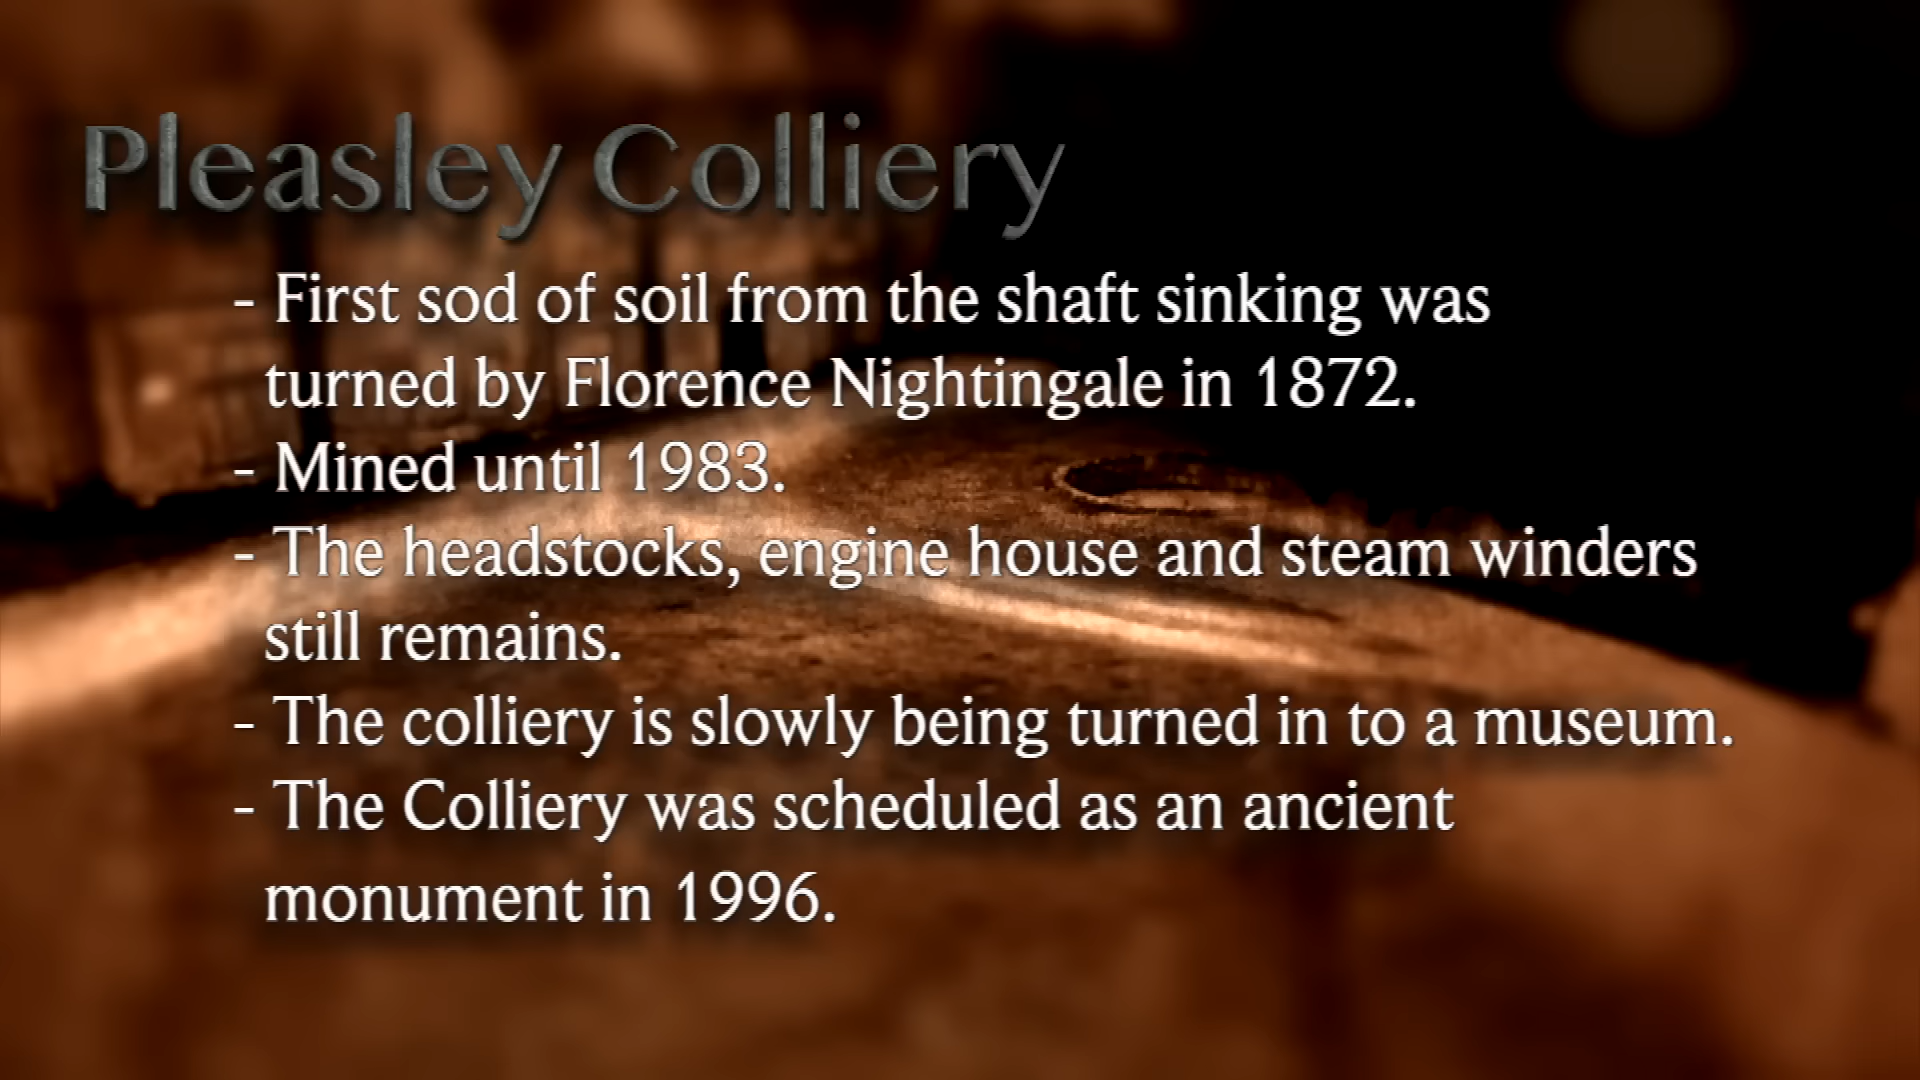 Pleasley Colliery
- First sod of soil from the shaft sinking was
turned by Florence Nightingale in 1872.
- Mined until 1983.
- The headstocks, engine house and steam winders
still remains.
- The colliery is slowly being turned in to a museum.
- The Colliery was scheduled as an ancient
monument in 1996.